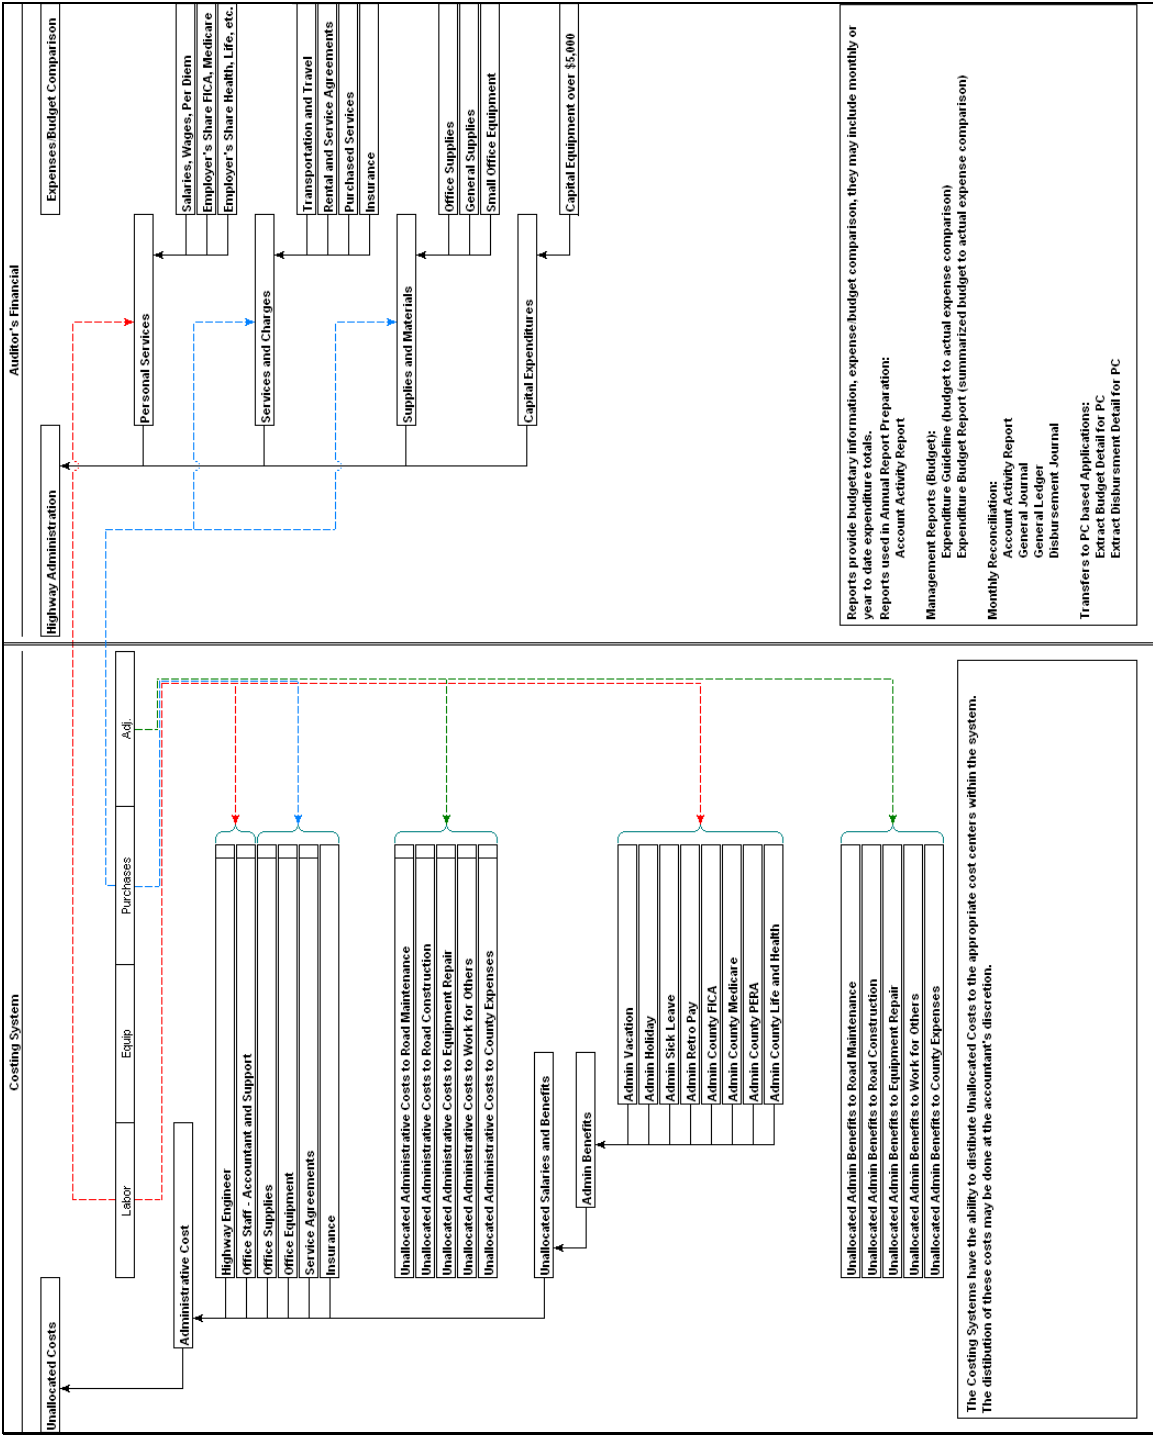 Costing System
Unallocated Costs
Labor
Equip
Purchases
Adj.
Administrative Cost
Highway Engineer
Office Staff - Accountant and Support
Office Supplies
Office Equipment
Service Agreements
Insurance
Unallocated Administrative Costs to Road Maintenance
Unallocated Administrative Costs to Road Construction
Unallocated Administrative Costs to Equipment Repair
Unallocated Administrative Costs to Work for Others
Unallocated Administrative Costs to County Expenses
Unallocated Salaries and Benefits
Admin Benefits
Admin Vacation
Admin Holiday
Admin Sick Leave
Admin Retro Pay
Admin County FICA
Admin County Medicare
Admin County PERA
Admin County Life and Health
Unallocated Admin Benefits to Road Maintenance
Unallocated Admin Benefits to Road Construction
Unallocated Admin Benefits to Equipment Repair
Unallocated Admin Benefits to Work for Others
Unallocated Admin Benefits to County Expenses
The Costing Systems have the ability to distibute Unallocated Costs to the appropriate cost centers within the system.
The distibution of these costs may be done at the accountant's discretion.
Auditor's Financial
Highway Administration
Expenses/Budget Comparison
Personal Services
Salaries, Wages, Per Diem
Employer's Share FICA, Medicare
Employer's Share Health, Life, etc.
Services and Charges
Transportation and Travel
Rental and Service Agreements
Purchased Services
Insurance
Supplies and Materials
Office Supplies
General Supplies
Small Office Equipment
Capital Expenditures
Capital Equipment over $5,000
Reports provide budgetary information, expense/budget comparison, they may include monthly or
year to date expenditure totals.
Reports used in Annual Report Preparation:
Account Activity Report
Management Reports (Budget):
Expenditure Guideline (budget to actual expense comparison)
Expenditure Budget Report (summarized budget to actual expense comparison)
Monthly Reconciliation:
Account Activity Report
General Journal
General Ledger
Disbursement Journal
Transfers to PC based Applications:
Extract Budget Detail for PC
Extract Disbursment Detail for PC